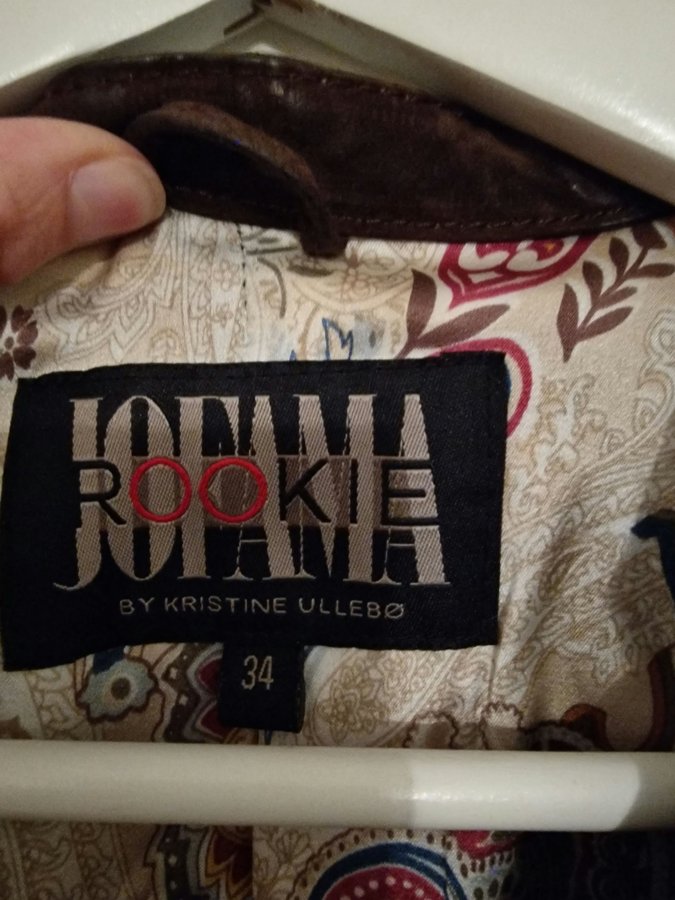 JOFAMA
ROOKIE
BY KRISTINE ULLEBØ
34